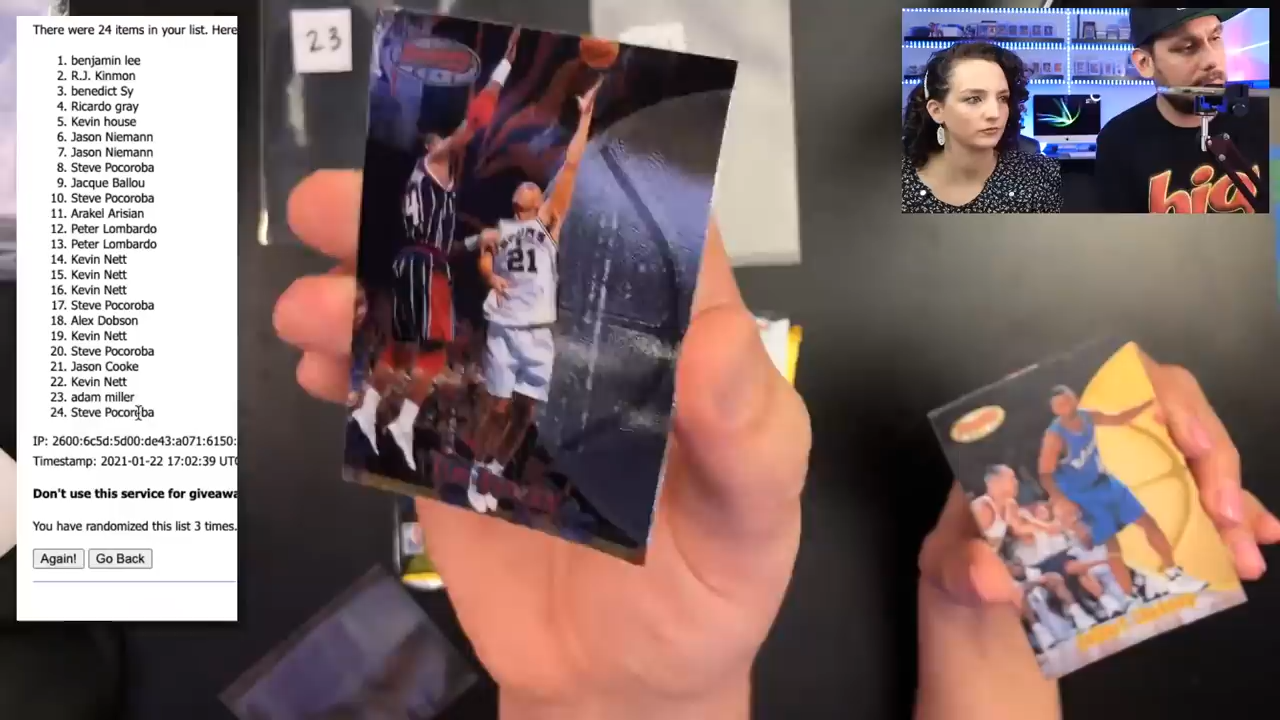 There were 24 items in your list. Here
1. benjamin lee
2. R.J. Kinmon
3. benedict Sy
4. Ricardo gray
5. Kevin house
6. Jason Niemann
7. Jason Niemann
8. Steve Pocoroba
9. Jacque Ballou
10. Steve Pocoroba
11. Arakel Arisian
12. Peter Lombardo
13. Peter Lombardo
14. Kevin Nett
15. Kevin Nett
16. Kevin Nett
17. Steve Pocoroba
18. Alex Dobson
19. Kevin Nett
20. Steve Pocoroba
21. Jason Cooke
22. Kevin Nett
23. adam miller
24. Steve Pocoroba
IP: 2600:6c5d:5d00:de43:a071:6150:
Timestamp: 2021-01-22 17:02:39 UTC
Don't use this service for giveawa
You have randomized this list 3 times.
Again! Go Back
23
SPURS
21
big